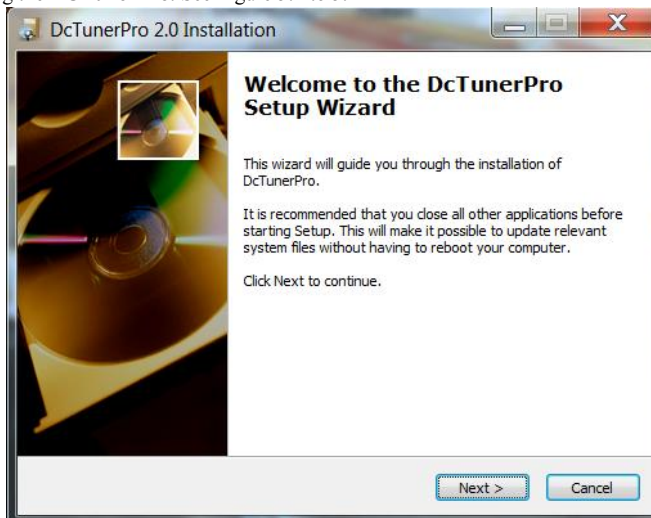 DcTunerPro 2.0 Installation
Welcome to the DcTunerPro
Setup Wizard
This wizard will guide you through the installation of
DcTunerPro.
It is recommended that you close all other applications before
starting Setup. This will make it possible to update relevant
system files without having to reboot your computer.
Click Next to continue.
Next >
Cancel